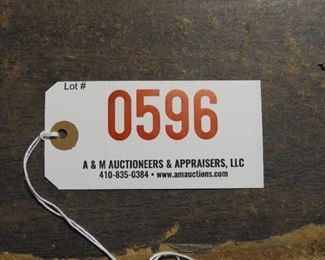 Lot #
0596
A & M AUCTIONEERS & APPRAISERS, LLC
410-835-0384 • www.amauctions.com